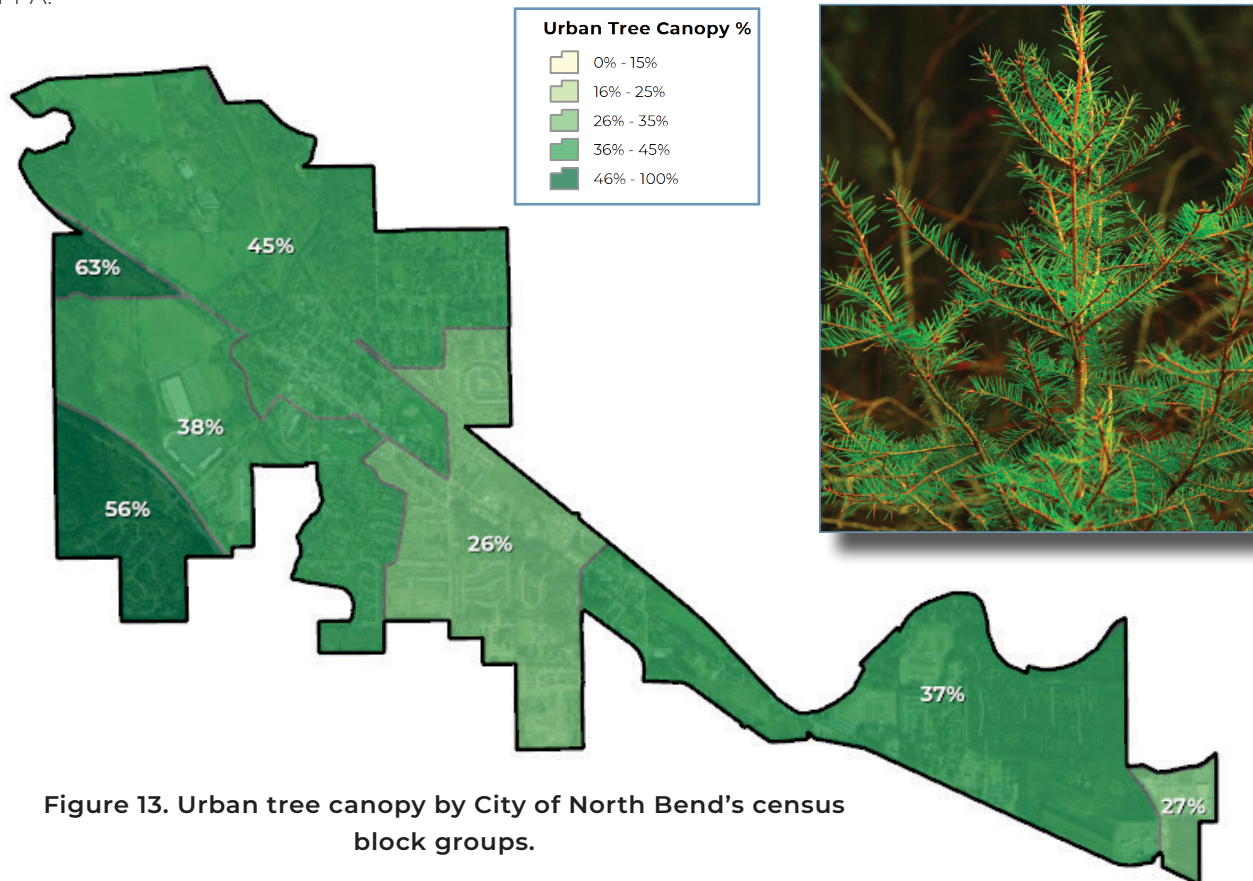 Urban Tree Canopy %
0% - 15%
16% - 25%
26% - 35%
36% - 45%
46% - 100%
45%
63%
38%
56%
26%
37%
27%
Figure 13. Urban tree canopy by City of North Bend’s census
block groups.